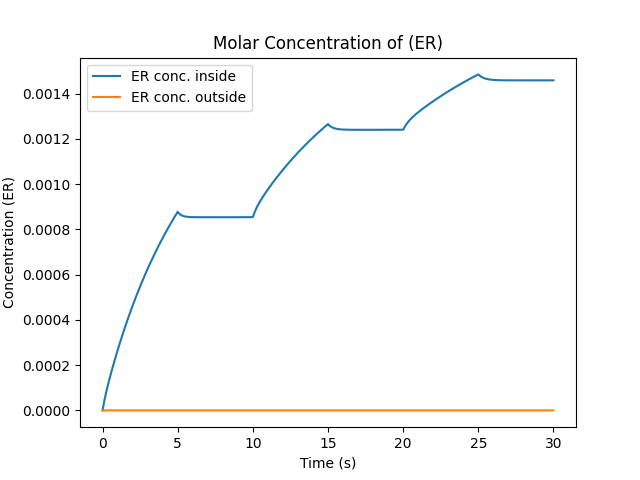 Molar Concentration of (ER)
ER conc. inside
ER conc. outside
Concentration (ER)
0.0014
0.0012
0.0010
0.0008
0.0006
0.0004
0.0002
0.0000
0 5 10 15 20 25 30
Time (s)